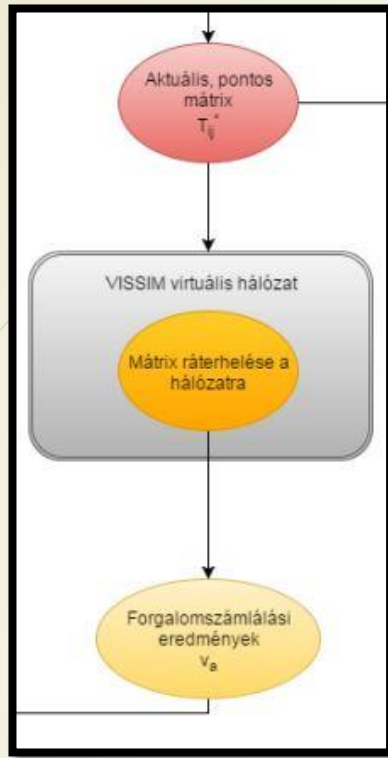 Aktuális, pontos
mátrix
Tij*
VISSIM virtuális hálózat
Mátrix ráterhelése a
hálózatra
Forgalomszámlálási
eredmények
va